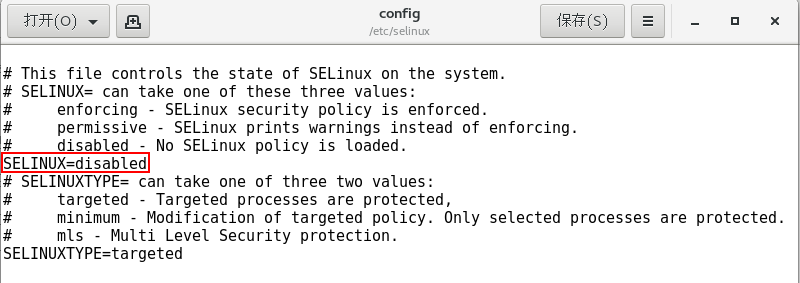 打开(O)
config
/etc/selinux
保存(S)
# This file controls the state of SELinux on the system.
# SELINUX= can take one of these three values:
#     enforcing - SELinux security policy is enforced.
#     permissive - SELinux prints warnings instead of enforcing.
#     disabled - No SELinux policy is loaded.
SELINUX=disabled
# SELINUXTYPE= can take one of three two values:
#     targeted - Targeted processes are protected,
#     minimum - Modification of targeted policy. Only selected processes are protected.
#     mls - Multi Level Security protection.
SELINUXTYPE=targeted